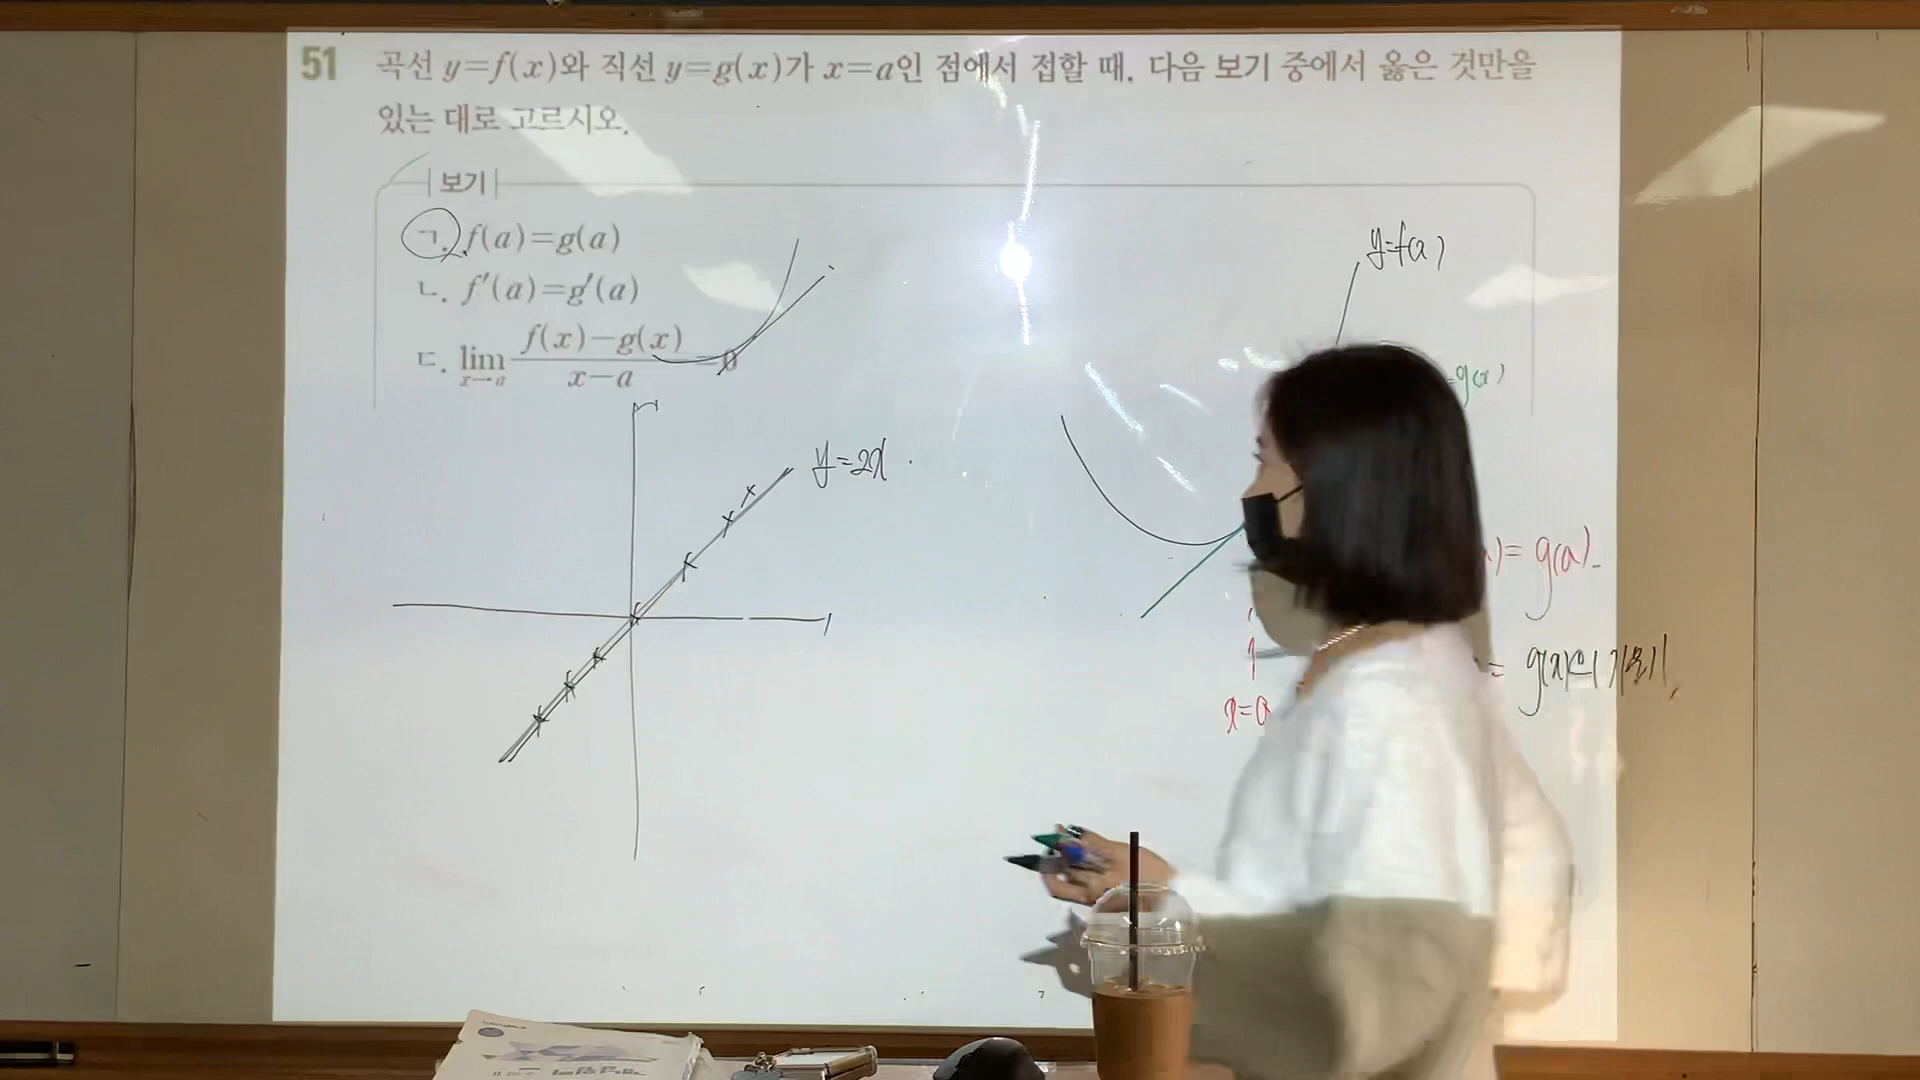 51 곡선 y=f(x)와 직선 y=g(x)가 x=a인 점에서 접할 때, 다음 보기 중에서 옳은 것만을
있는 대로 고르시오.
보기
ㄱ. f(a)=g(a)
ㄴ. f′(a)=g′(a)
ㄷ. lim x→a f(x)−g(x) / x−a =0
y=2x
y=f(x)
=g(x)
)=g(a)
= g(x)의 기울기
x=a